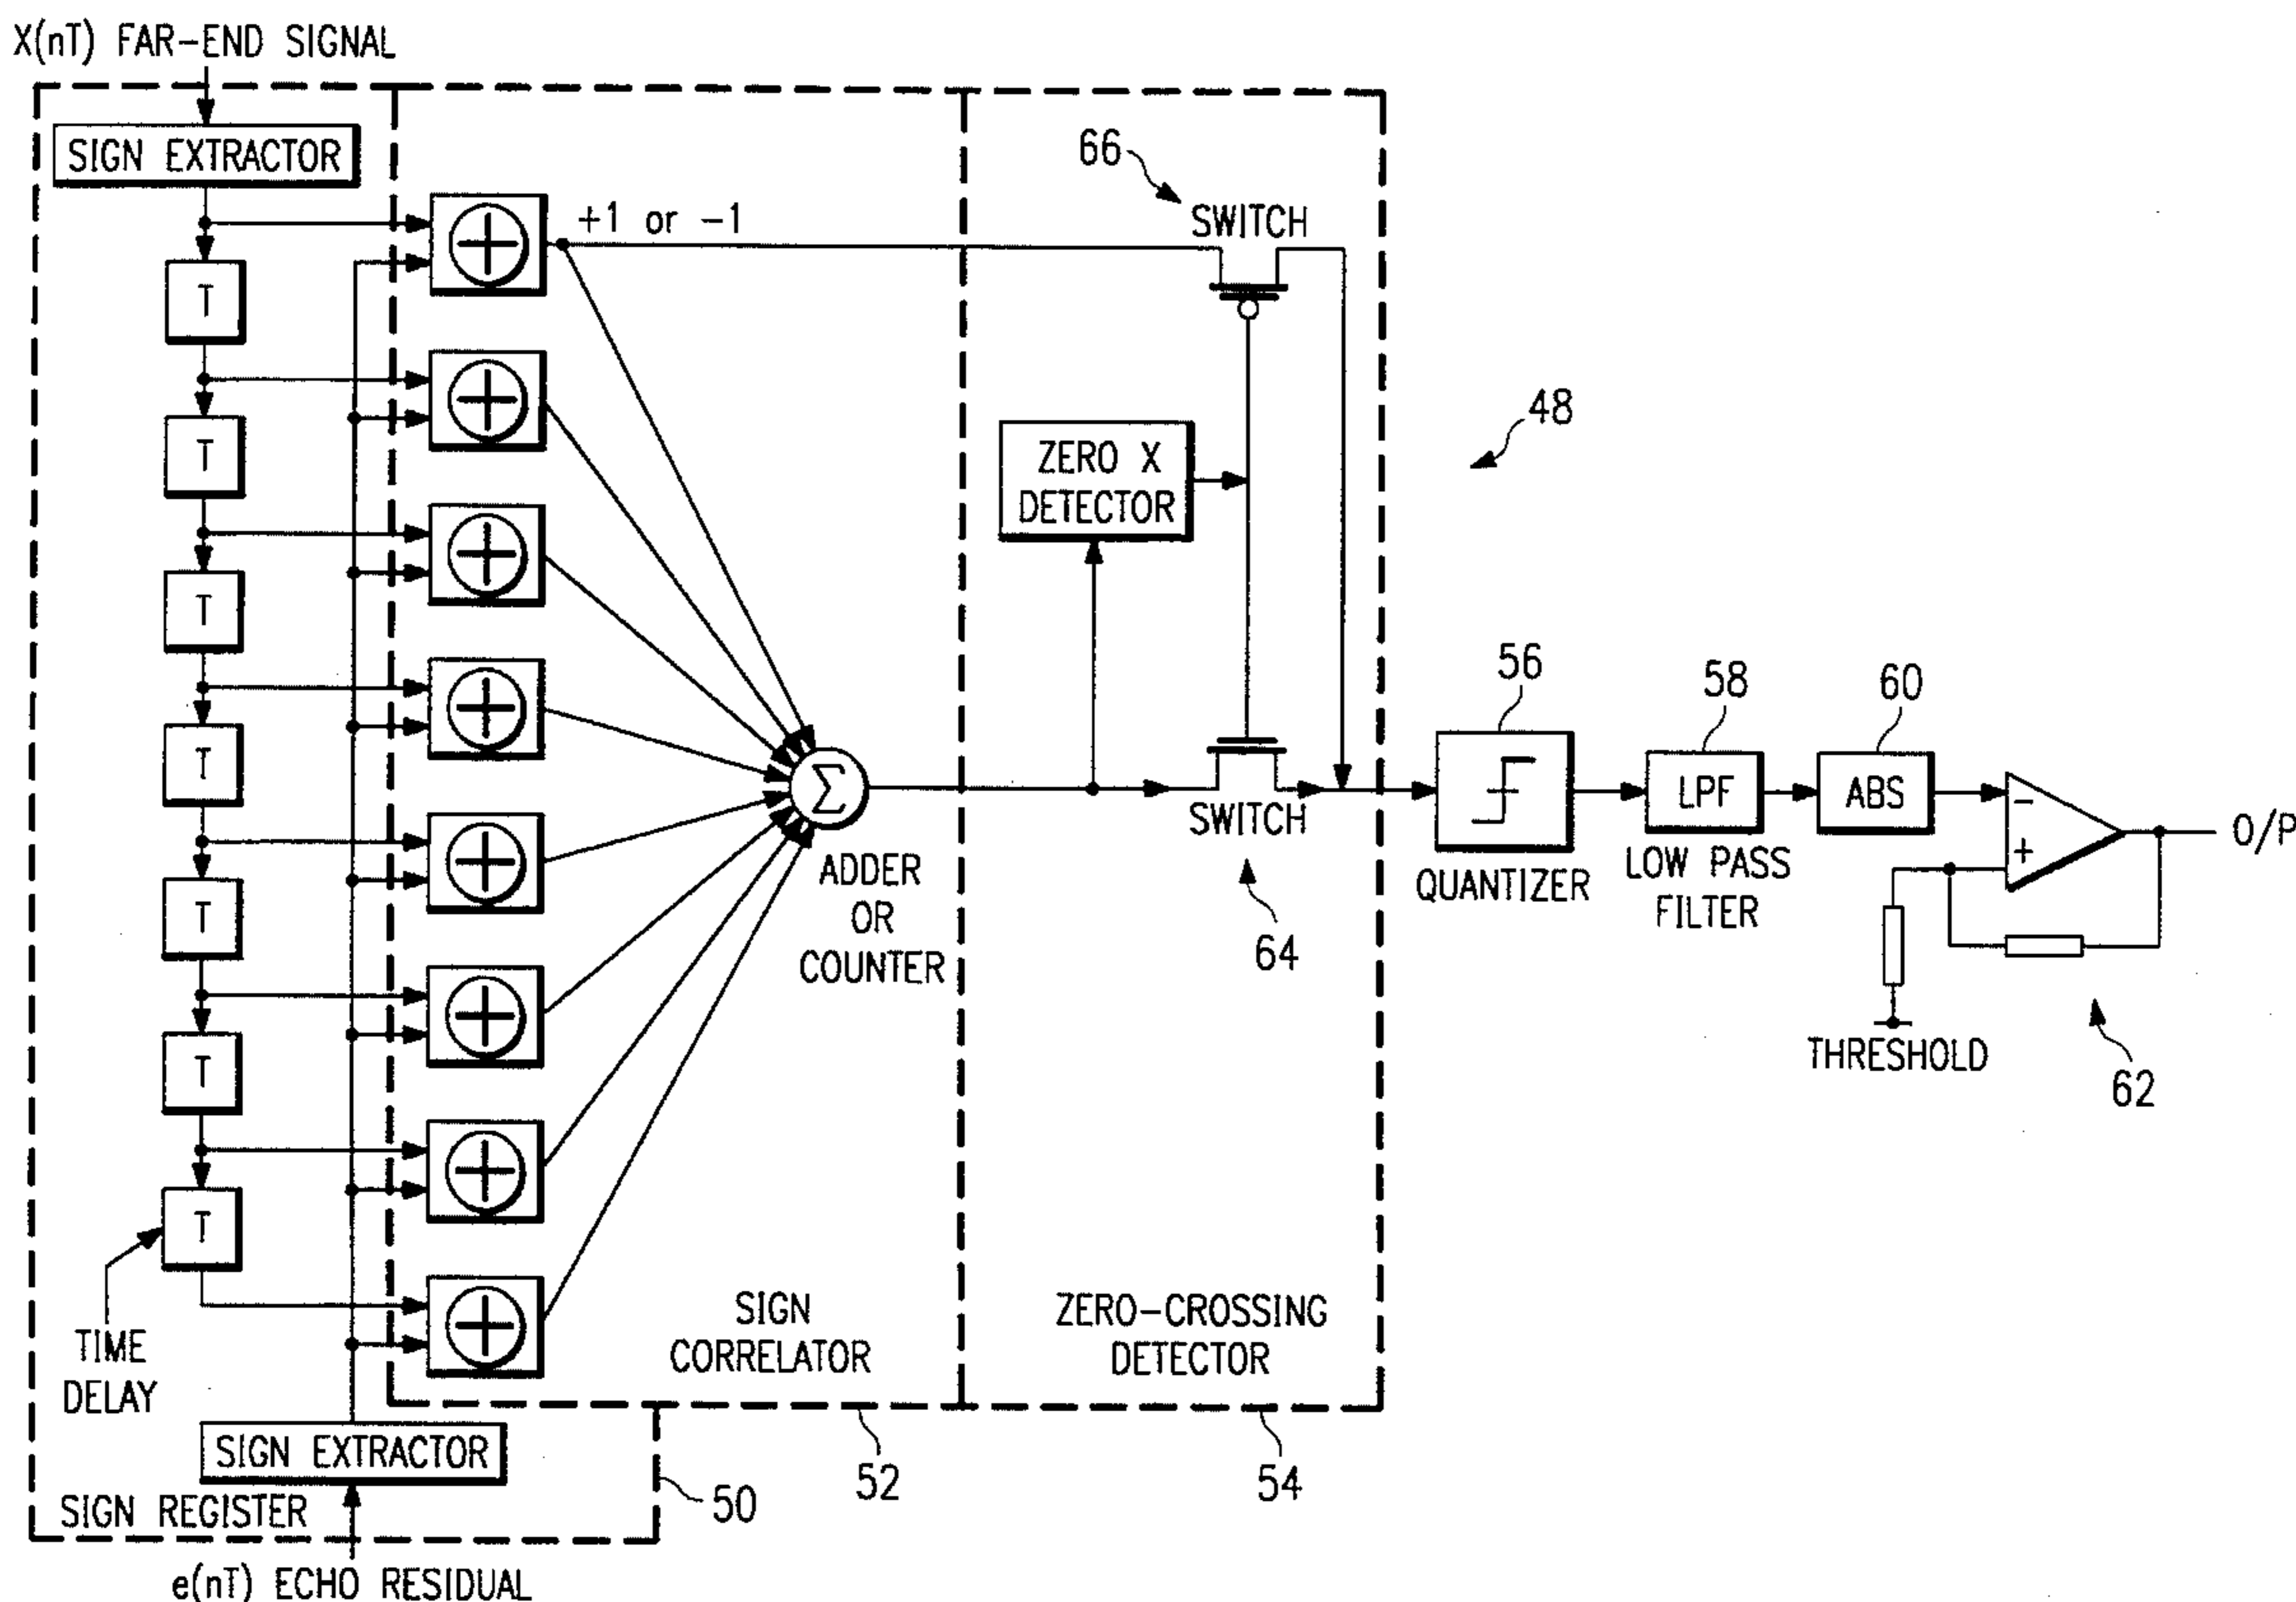 X(nT) FAR-END SIGNAL
SIGN EXTRACTOR
+1 or -1
66
SWITCH
T
T
T
T
T
T
T
ZERO X
DETECTOR
48
Σ
ADDER
OR
COUNTER
SWITCH
64
56
QUANTIZER
58
LPF
LOW PASS
FILTER
60
ABS
-
+
O/P
THRESHOLD
62
TIME
DELAY
SIGN
CORRELATOR
ZERO-CROSSING
DETECTOR
SIGN EXTRACTOR
SIGN REGISTER
50
52
54
e(nT) ECHO RESIDUAL